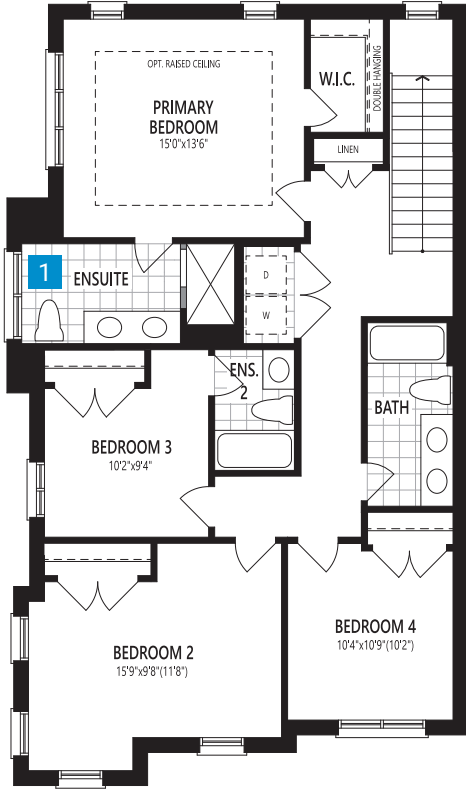 OPT. RAISED CEILING
PRIMARY
BEDROOM
15'0"x13'6"
W.I.C.
DOUBLE HANGING
LINEN
1
ENSUITE
D
W
ENS.
2
BATH
BEDROOM 3
10'2"x9'4"
BEDROOM 2
15'9"x9'8"(11'8")
BEDROOM 4
10'4"x10'9"(10'2")